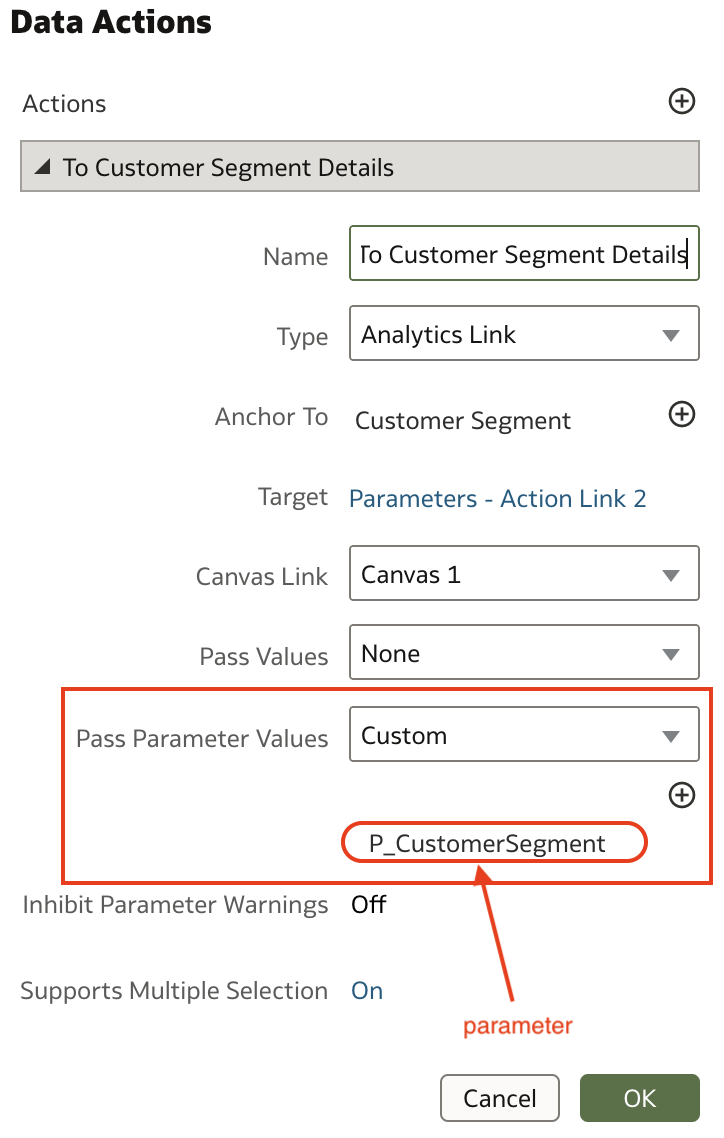 Data Actions
Actions
To Customer Segment Details
Name To Customer Segment Details
Type Analytics Link
Anchor To Customer Segment
Target Parameters - Action Link 2
Canvas Link Canvas 1
Pass Values None
Pass Parameter Values Custom
P_CustomerSegment
Inhibit Parameter Warnings Off
Supports Multiple Selection On
parameter
Cancel OK